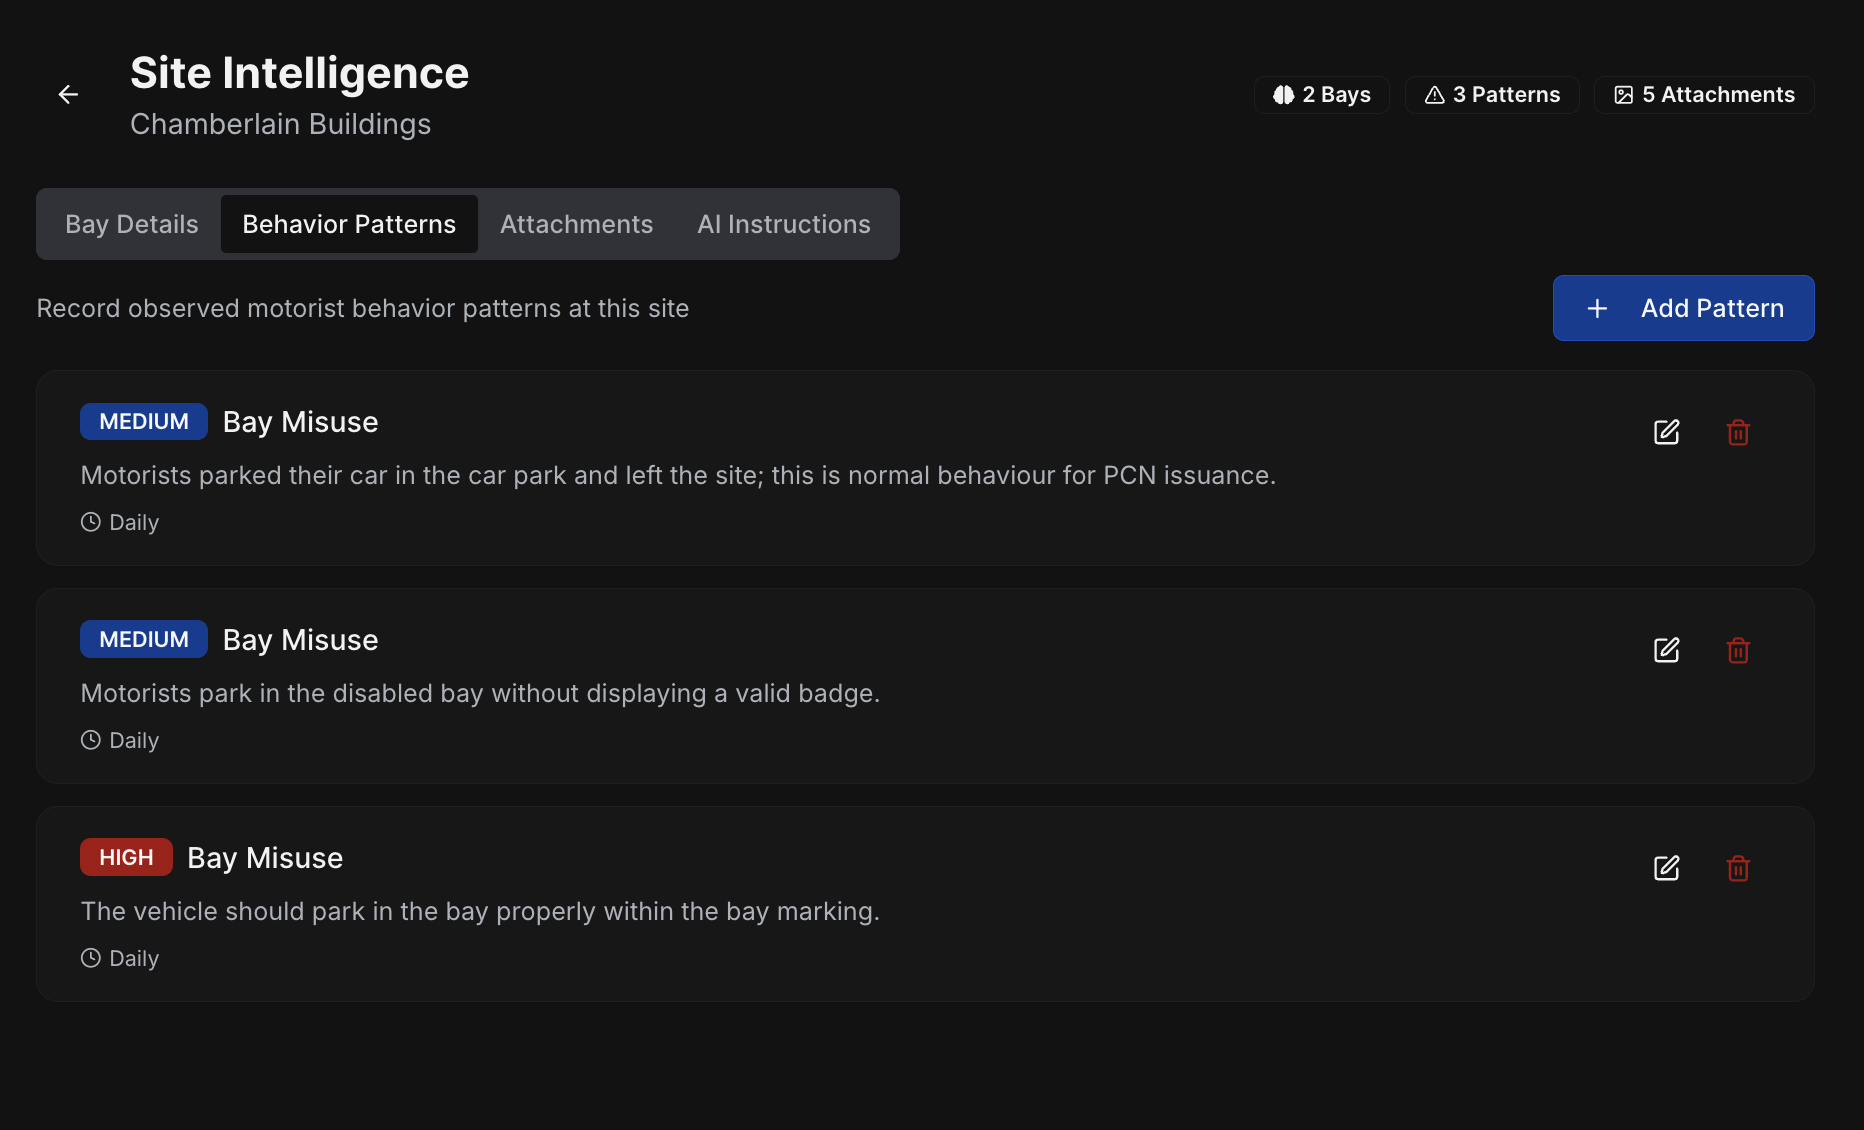 Site Intelligence
Chamberlain Buildings
2 Bays
3 Patterns
5 Attachments
Bay Details
Behavior Patterns
Attachments
AI Instructions
Record observed motorist behavior patterns at this site
Add Pattern
MEDIUM Bay Misuse
Motorists parked their car in the car park and left the site; this is normal behaviour for PCN issuance.
Daily
MEDIUM Bay Misuse
Motorists park in the disabled bay without displaying a valid badge.
Daily
HIGH Bay Misuse
The vehicle should park in the bay properly within the bay marking.
Daily